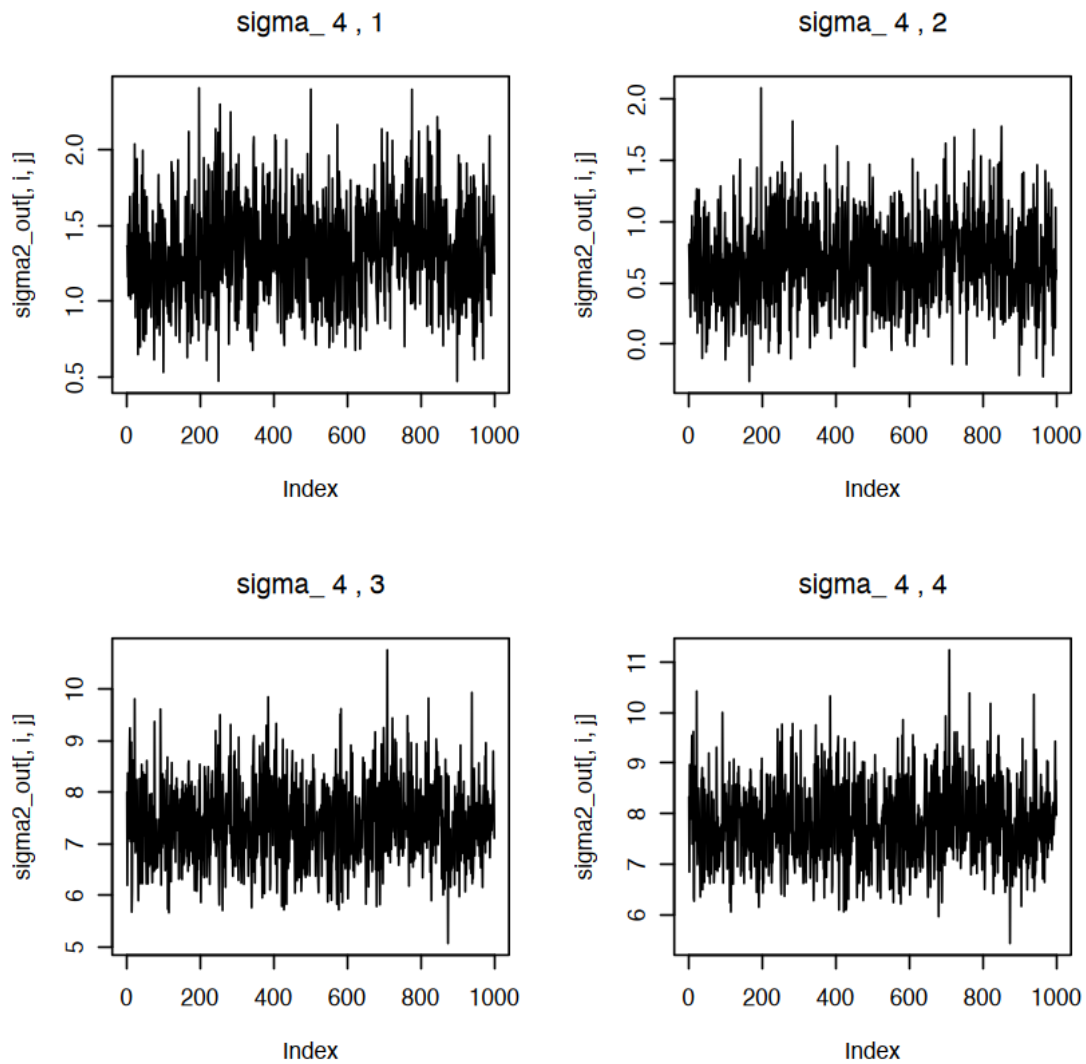 sigma_ 4 , 1
sigma2_out[, i, j]
2.0
1.5
1.0
0.5
0 200 400 600 800 1000
Index
sigma_ 4 , 2
sigma2_out[, i, j]
2.0
1.5
1.0
0.5
0.0
0 200 400 600 800 1000
Index
sigma_ 4 , 3
sigma2_out[, i, j]
10
9
8
7
6
5
0 200 400 600 800 1000
Index
sigma_ 4 , 4
sigma2_out[, i, j]
11
10
9
8
7
6
0 200 400 600 800 1000
Index